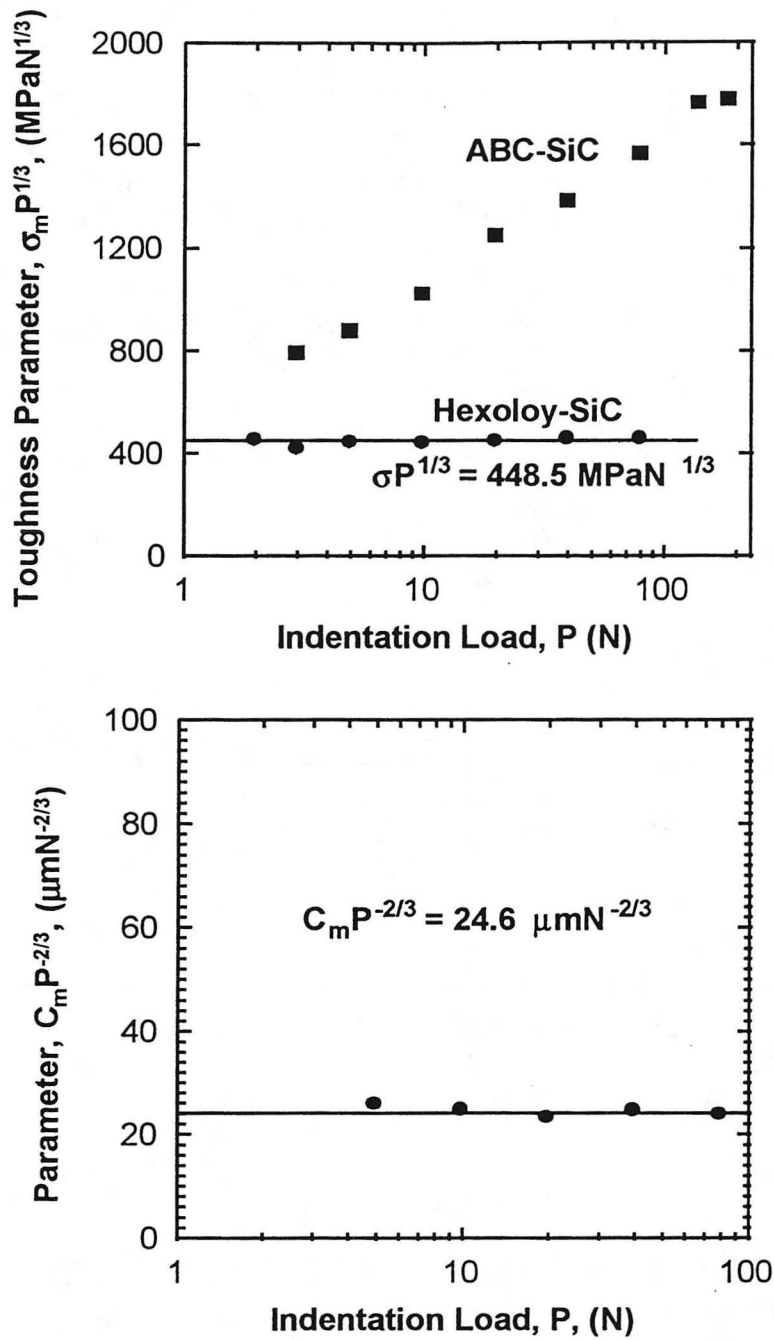 Toughness Parameter, σmP1/3, (MPaN1/3)
2000
1600
1200
800
400
0
ABC-SiC
Hexoloy-SiC
σP1/3 = 448.5 MPaN 1/3
1
10
100
Indentation Load, P (N)
Parameter, CmP-2/3, (μmN-2/3)
100
80
60
40
20
0
CmP-2/3 = 24.6 μmN-2/3
1
10
100
Indentation Load, P, (N)